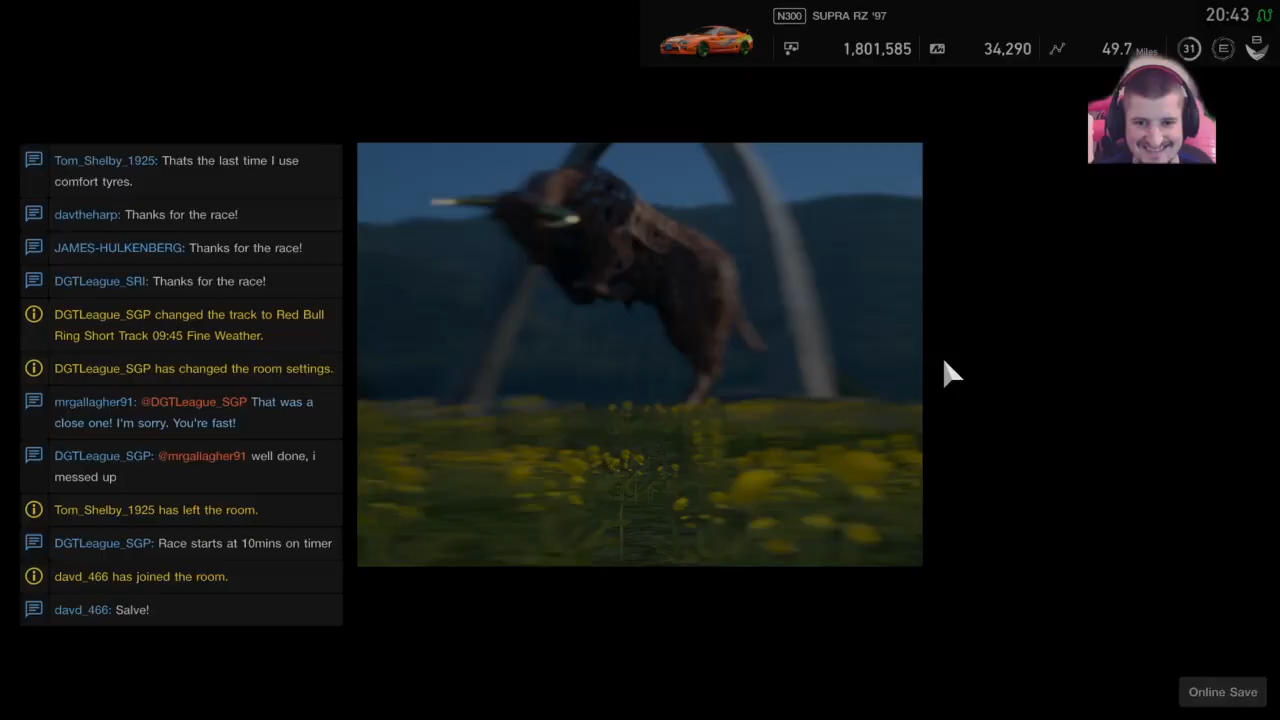 N300 SUPRA RZ '97
20:43
1,801,585
34,290
49.7 Miles
31
E
B
Tom_Shelby_1925: Thats the last time I use
comfort tyres.
davtheharp: Thanks for the race!
JAMES-HULKENBERG: Thanks for the race!
DGTLeague_SRI: Thanks for the race!
DGTLeague_SGP changed the track to Red Bull
Ring Short Track 09:45 Fine Weather.
DGTLeague_SGP has changed the room settings.
mrgallagher91: @DGTLeague_SGP That was a
close one! I'm sorry. You're fast!
DGTLeague_SGP: @mrgallagher91 well done, i
messed up
Tom_Shelby_1925 has left the room.
DGTLeague_SGP: Race starts at 10mins on timer
davd_466 has joined the room.
davd_466: Salve!
Online Save